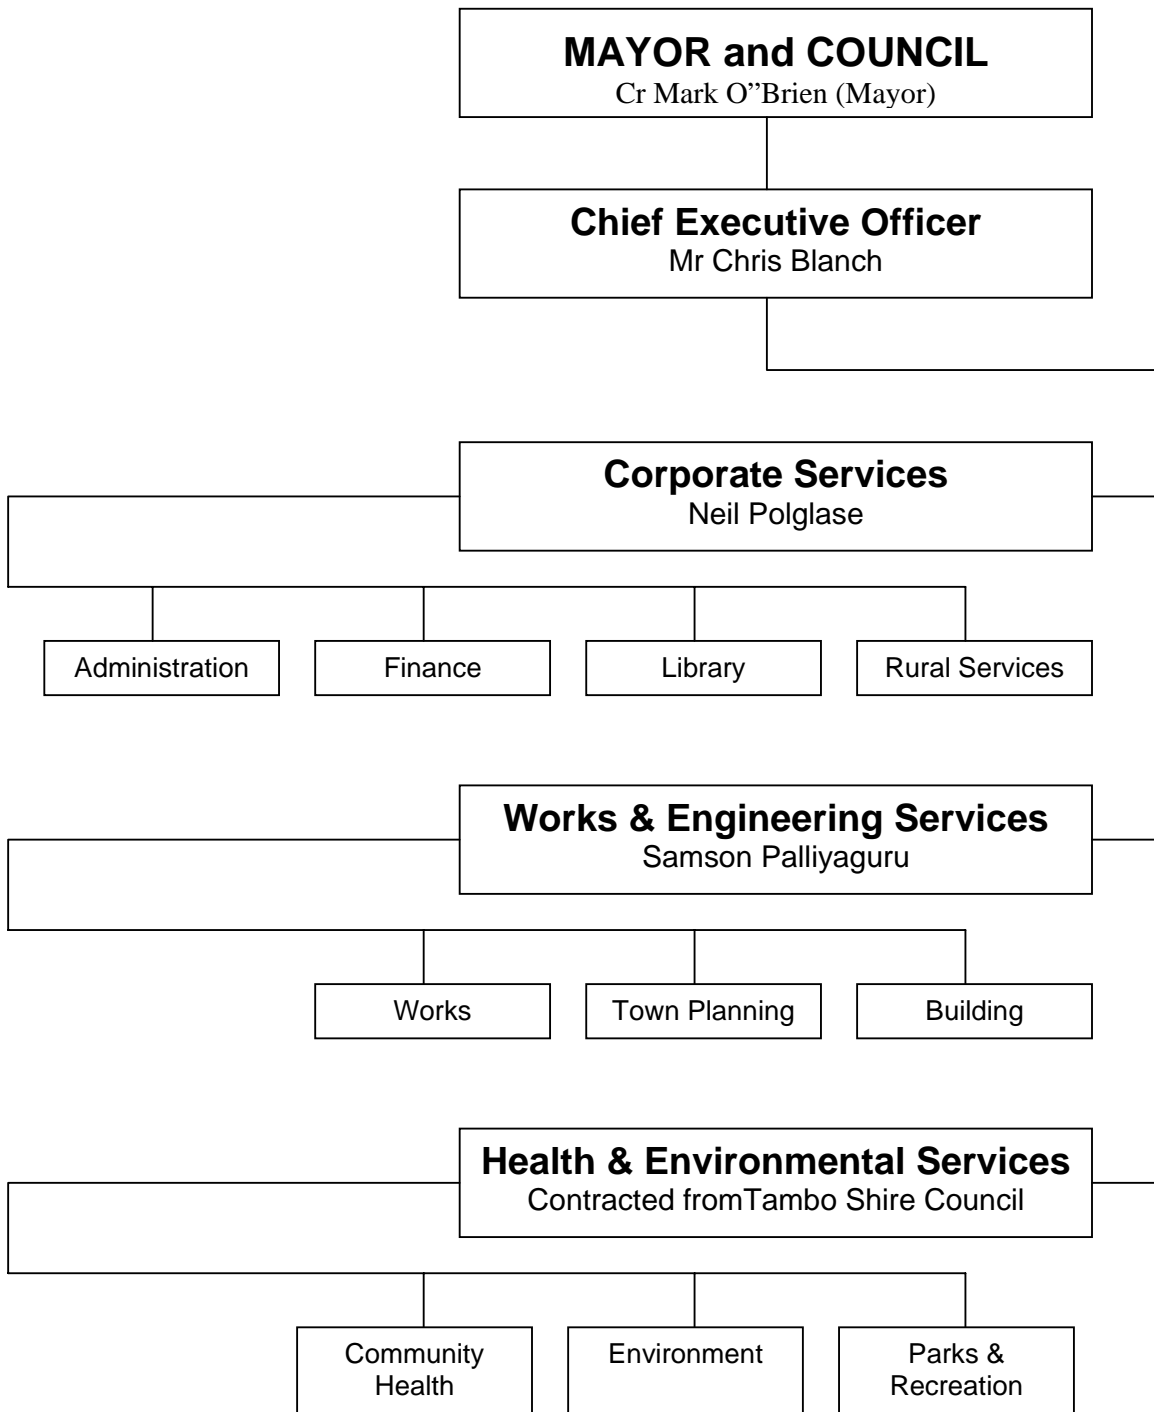 MAYOR and COUNCIL
Cr Mark O”Brien (Mayor)
Chief Executive Officer
Mr Chris Blanch
Corporate Services
Neil Polglase
Administration
Finance
Library
Rural Services
Works & Engineering Services
Samson Palliyaguru
Works
Town Planning
Building
Health & Environmental Services
Contracted fromTambo Shire Council
Community
Health
Environment
Parks &
Recreation